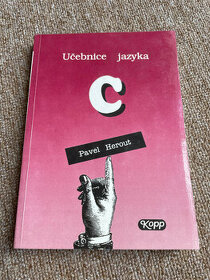 Učebnice jazyka
C
Pavel Herout
Kopp